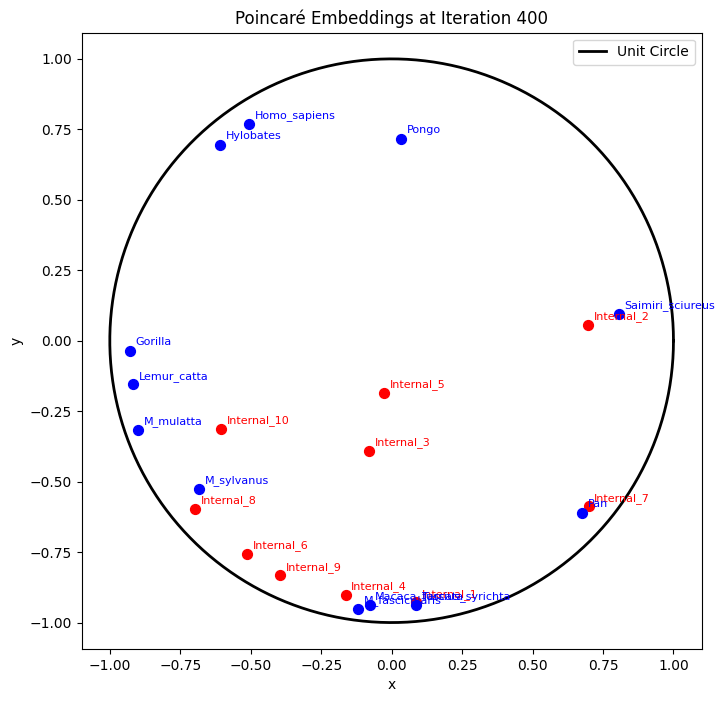 Poincaré Embeddings at Iteration 400
Unit Circle
1.00
0.75
0.50
0.25
0.00
−0.25
−0.50
−0.75
−1.00
y
Homo_sapiens
Hylobates
Pongo
Saimiri_sciureus
Internal_2
Gorilla
Lemur_catta
Internal_5
M_mulatta
Internal_10
Internal_3
M_sylvanus
Internal_8
Internal_7
Pan
Internal_6
Internal_9
Internal_4
Internal_1
M_fascicularis
−1.00
−0.75
−0.50
−0.25
0.00
0.25
0.50
0.75
1.00
x